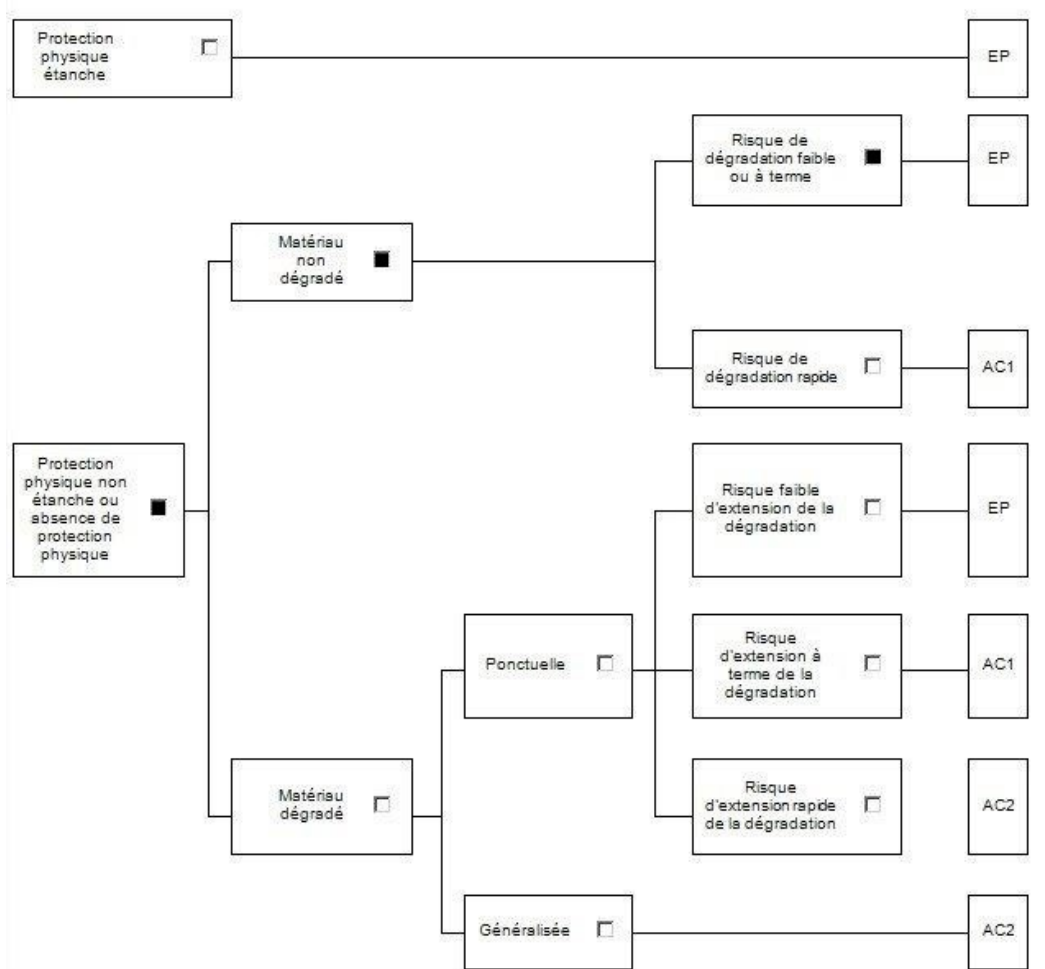 Protection
physique
étanche
EP
Risque de
dégradation faible
ou à terme
EP
Matériau
non
dégradé
Risque de
dégradation rapide
AC1
Protection
physique non
étanche ou
absence de
protection
physique
Risque faible
d'extension de la
dégradation
EP
Ponctuelle
Risque
d'extension à
terme de la
dégradation
AC1
Matériau
dégradé
Risque
d'extension rapide
de la dégradation
AC2
Généralisée
AC2